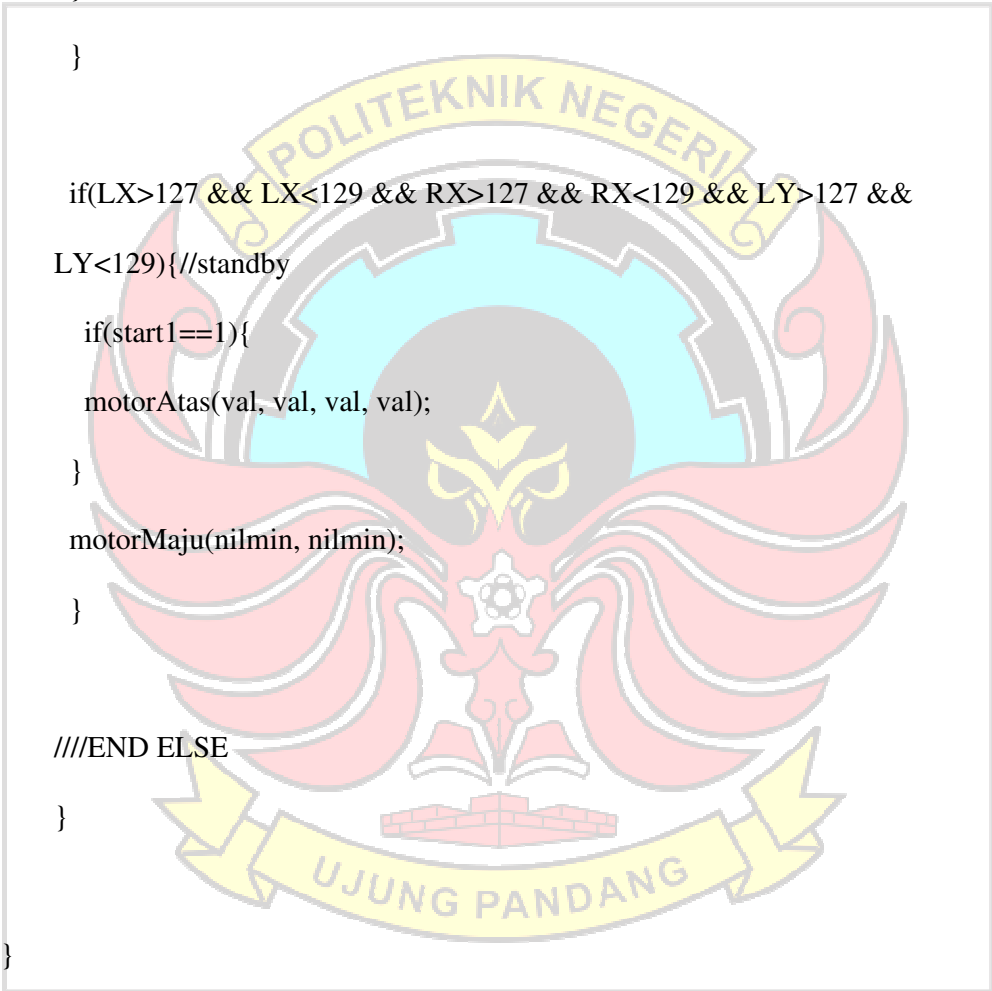 }
POLITEKNIK NEGERI
if(LX>127 && LX<129 && RX>127 && RX<129 && LY>127 &&
LY<129){//standby
if(start1==1){
motorAtas(val, val, val, val);
}
motorMaju(nilmin, nilmin);
}
////END ELSE
}
UJUNG PANDANG
}